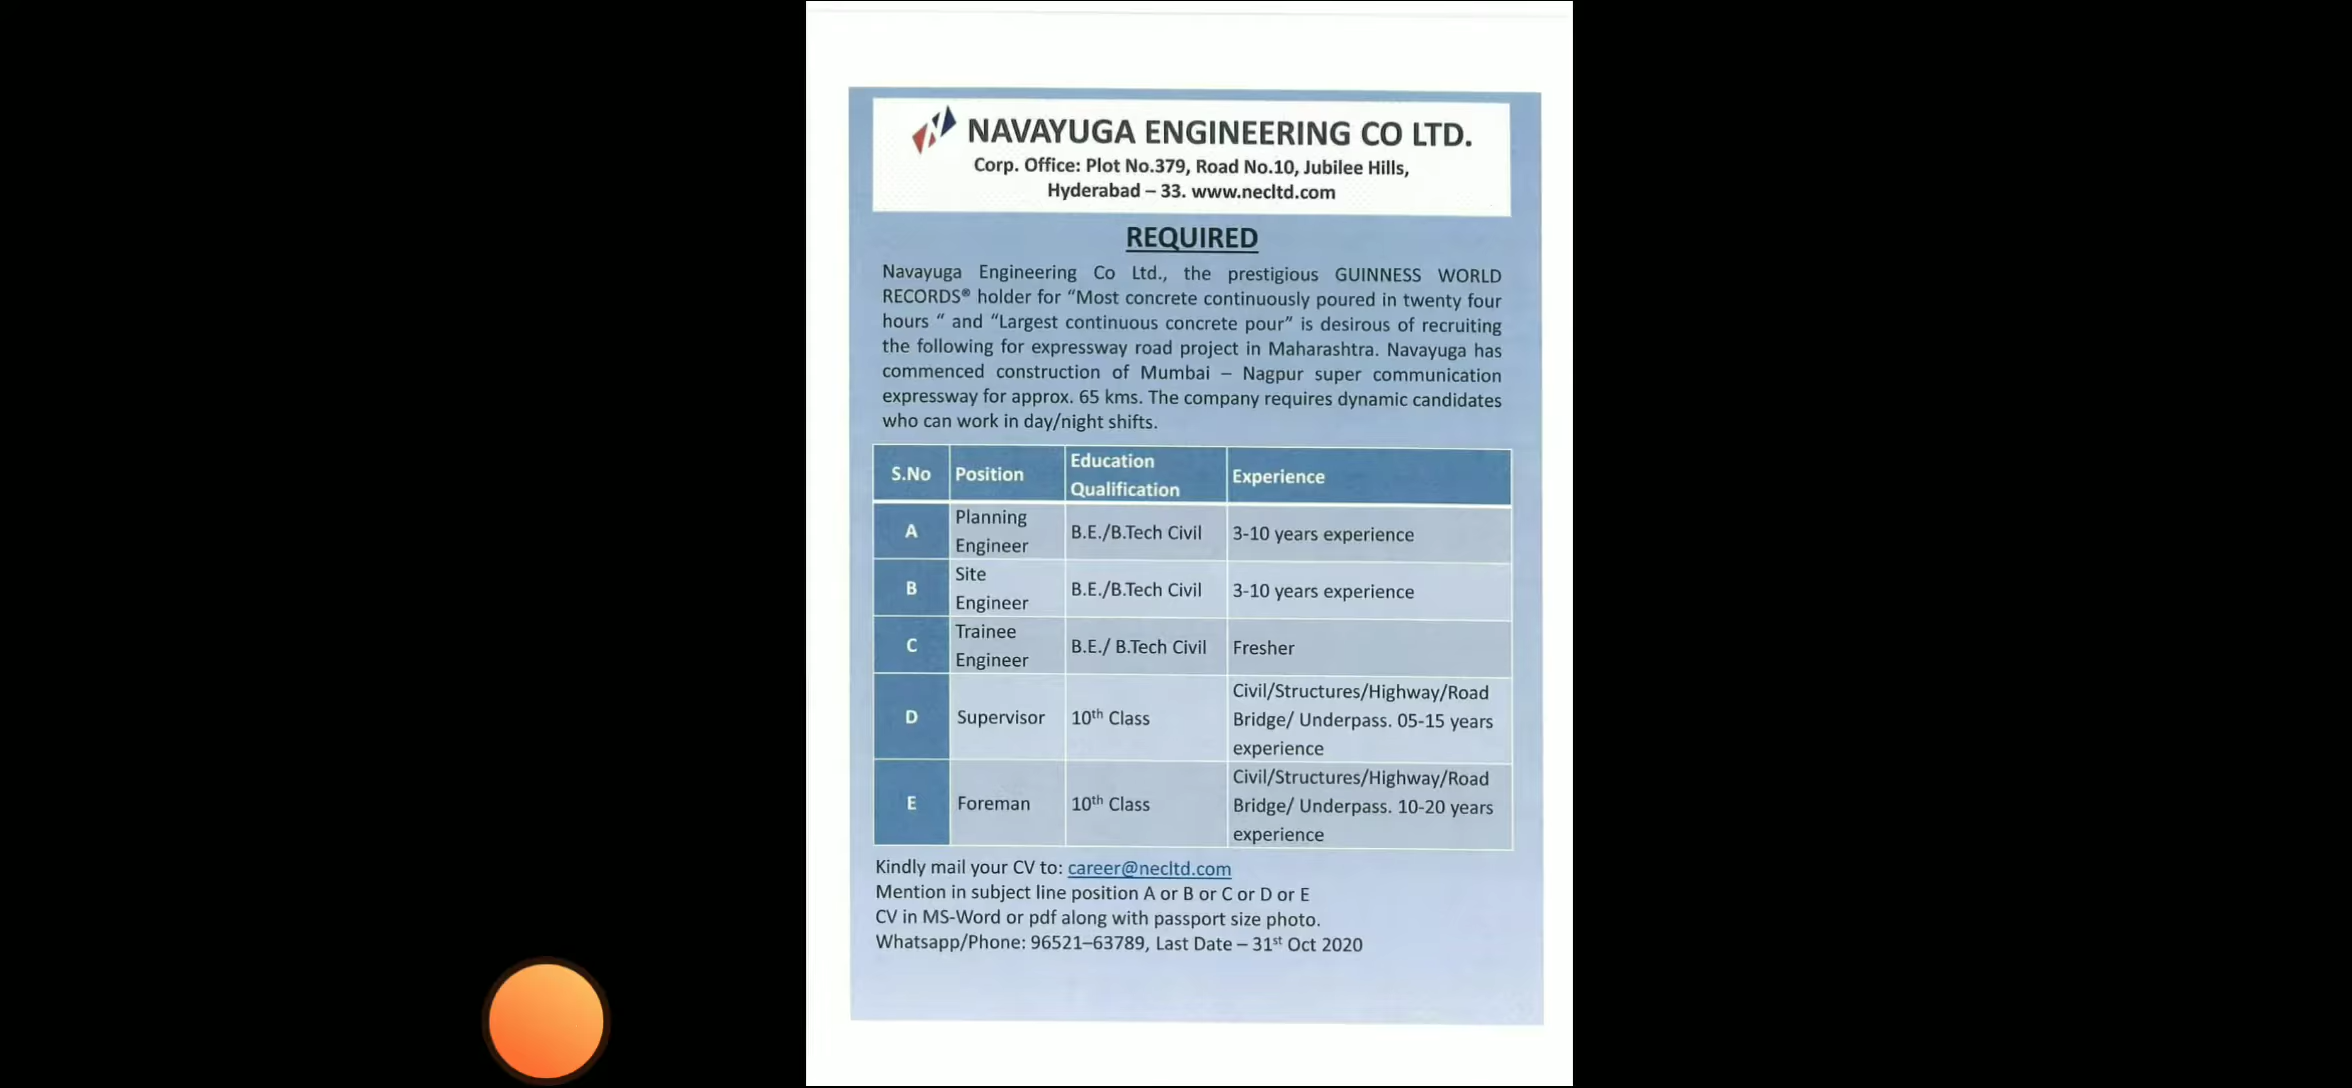 NAVAYUGA ENGINEERING CO LTD.
Corp. Office: Plot No.379, Road No.10, Jubilee Hills,
Hyderabad – 33. www.necltd.com
REQUIRED
Navayuga Engineering Co Ltd., the prestigious GUINNESS WORLD
RECORDS® holder for “Most concrete continuously poured in twenty four
hours “ and “Largest continuous concrete pour” is desirous of recruiting
the following for expressway road project in Maharashtra. Navayuga has
commenced construction of Mumbai – Nagpur super communication
expressway for approx. 65 kms. The company requires dynamic candidates
who can work in day/night shifts.
S.No Position Education Qualification Experience
A Planning Engineer B.E./B.Tech Civil 3-10 years experience
B Site Engineer B.E./B.Tech Civil 3-10 years experience
C Trainee Engineer B.E./ B.Tech Civil Fresher
D Supervisor 10th Class Civil/Structures/Highway/Road
Bridge/ Underpass. 05-15 years
experience
E Foreman 10th Class Civil/Structures/Highway/Road
Bridge/ Underpass. 10-20 years
experience
Kindly mail your CV to: career@necltd.com
Mention in subject line position A or B or C or D or E
CV in MS-Word or pdf along with passport size photo.
Whatsapp/Phone: 96521–63789, Last Date – 31st Oct 2020